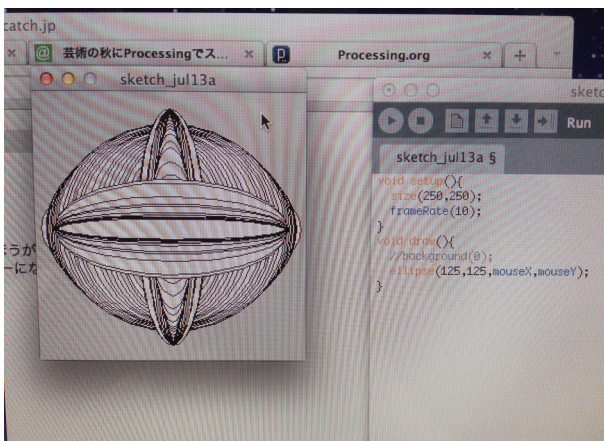 catch.jp
芸術の秋にProcessingでス...
Processing.org
sketch_jul13a
sketc
Run
sketch_jul13a §
void setup(){
size(250,250);
frameRate(10);
}
void draw(){
//background(0);
ellipse(125,125,mouseX,mouseY);
}
ほうが
ーにな